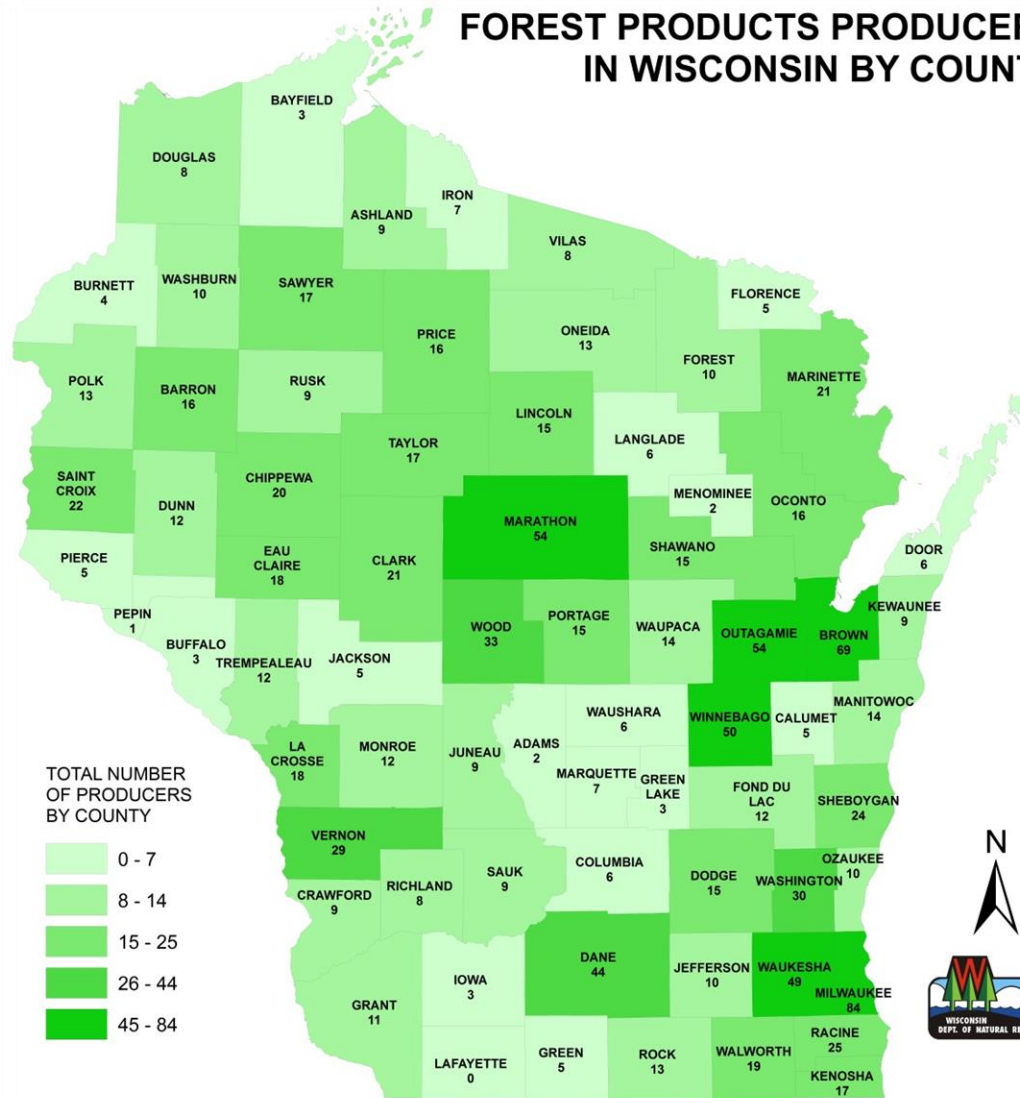 FOREST PRODUCTS PRODUCER
IN WISCONSIN BY COUNT
BAYFIELD
3
DOUGLAS
8
IRON
7
ASHLAND
9
VILAS
8
BURNETT
4
WASHBURN
10
SAWYER
17
FLORENCE
5
PRICE
16
ONEIDA
13
FOREST
10
MARINETTE
21
POLK
13
BARRON
16
RUSK
9
LINCOLN
15
LANGLADE
6
TAYLOR
17
SAINT
CROIX
22
CHIPPEWA
20
DUNN
12
MENOMINEE
2
OCONTO
16
MARATHON
54
SHAWANO
15
PIERCE
5
EAU
CLAIRE
18
CLARK
21
DOOR
6
PEPIN
1
WOOD
33
PORTAGE
15
WAUPACA
14
OUTAGAMIE
54
BROWN
69
KEWAUNEE
9
BUFFALO
3
TREMPEALEAU
12
JACKSON
5
WAUSHARA
6
WINNEBAGO
50
CALUMET
5
MANITOWOC
14
LA
CROSSE
18
MONROE
12
JUNEAU
9
ADAMS
2
MARQUETTE
7
GREEN
LAKE
3
FOND DU
LAC
12
SHEBOYGAN
24
VERNON
29
COLUMBIA
6
DODGE
15
WASHINGTON
30
OZAUKEE
10
CRAWFORD
9
RICHLAND
8
SAUK
9
DANE
44
JEFFERSON
10
WAUKESHA
49
MILWAUKEE
84
IOWA
3
GRANT
11
LAFAYETTE
0
GREEN
5
ROCK
13
WALWORTH
19
RACINE
25
KENOSHA
17
TOTAL NUMBER
OF PRODUCERS
BY COUNTY
0 - 7
8 - 14
15 - 25
26 - 44
45 - 84
N
W
WISCONSIN
DEPT. OF NATURAL RE